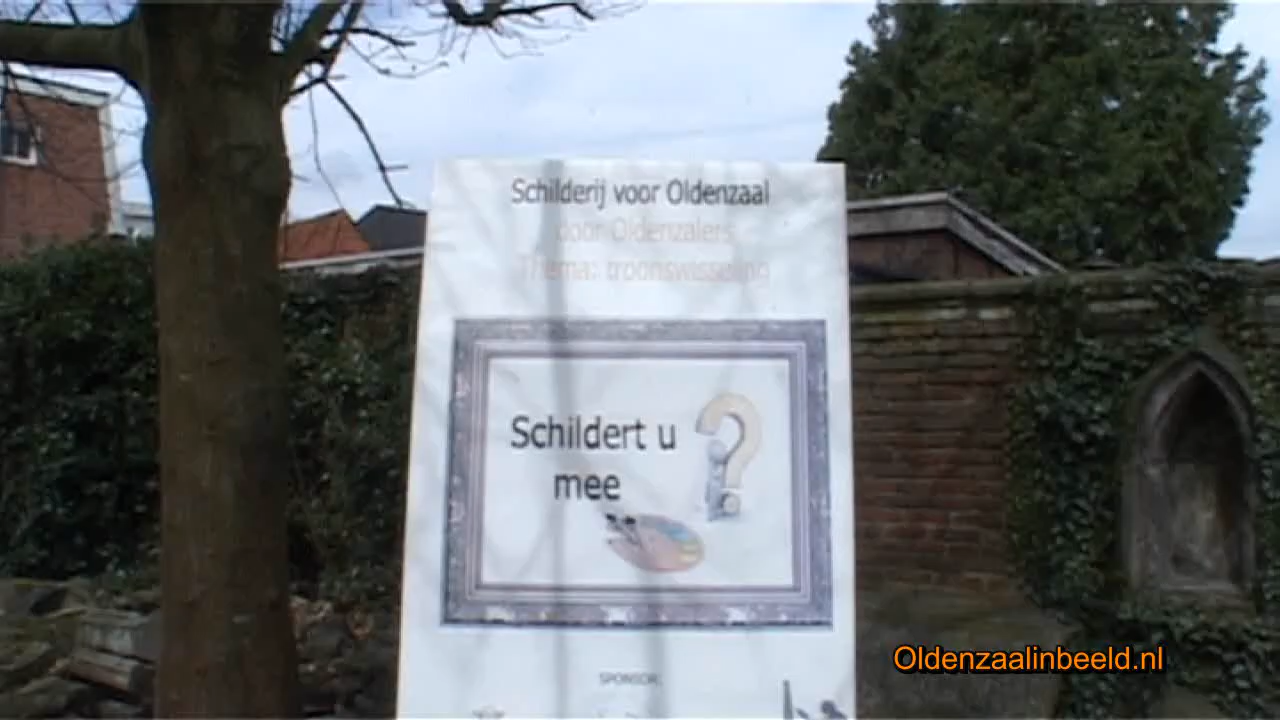 Schilderij voor Oldenzaal
door Oldenzalers
Thema: troonswisseling
Schildert u
mee
SPONSOR:
Oldenzaalinbeeld.nl